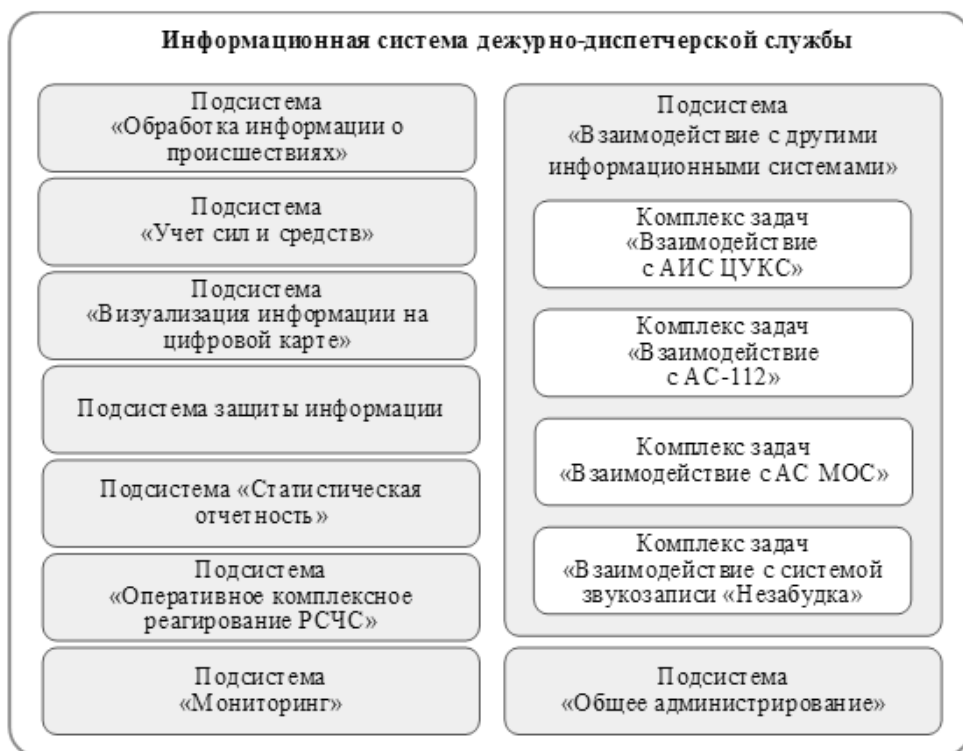 Информационная система дежурно-диспетчерской службы
Подсистема
«Обработка информации о
происшествиях»
Подсистема
«Учет сил и средств»
Подсистема
«Визуализация информации на
цифровой карте»
Подсистема защиты информации
Подсистема «Статистическая
отчетность»
Подсистема
«Оперативное комплексное
реагирование РСЧС»
Подсистема
«Мониторинг»
Подсистема
«Взаимодействие с другими
информационными системами»
Комплекс задач
«Взаимодействие
с АИС ЦУКС»
Комплекс задач
«Взаимодействие
с АС-112»
Комплекс задач
«Взаимодействие с АС МОС»
Комплекс задач
«Взаимодействие с системой
звукозаписи «Незабудка»
Подсистема
«Общее администрирование»